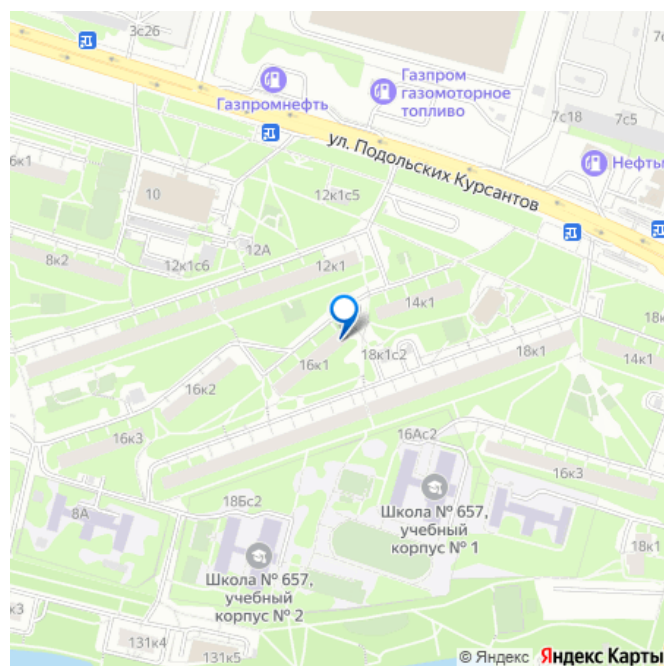 3с26
7с
Газпромнефть
Газпром
газомоторное
топливо
7с18
7с5
ул. Подольских Курсантов
Нефть
6к1
10
12к1с5
12А
8к2
12к1с6
12к1
14к1
18к
16к1
18к1с2
18к1
14к1
16к2
16к3
16Ас2
16к3
8А
18Бс2
Школа № 657,
учебный
корпус № 1
18к1
Школа № 657,
учебный
корпус № 2
к3
131к4
131к5
© Яндекс Яндекс Карты